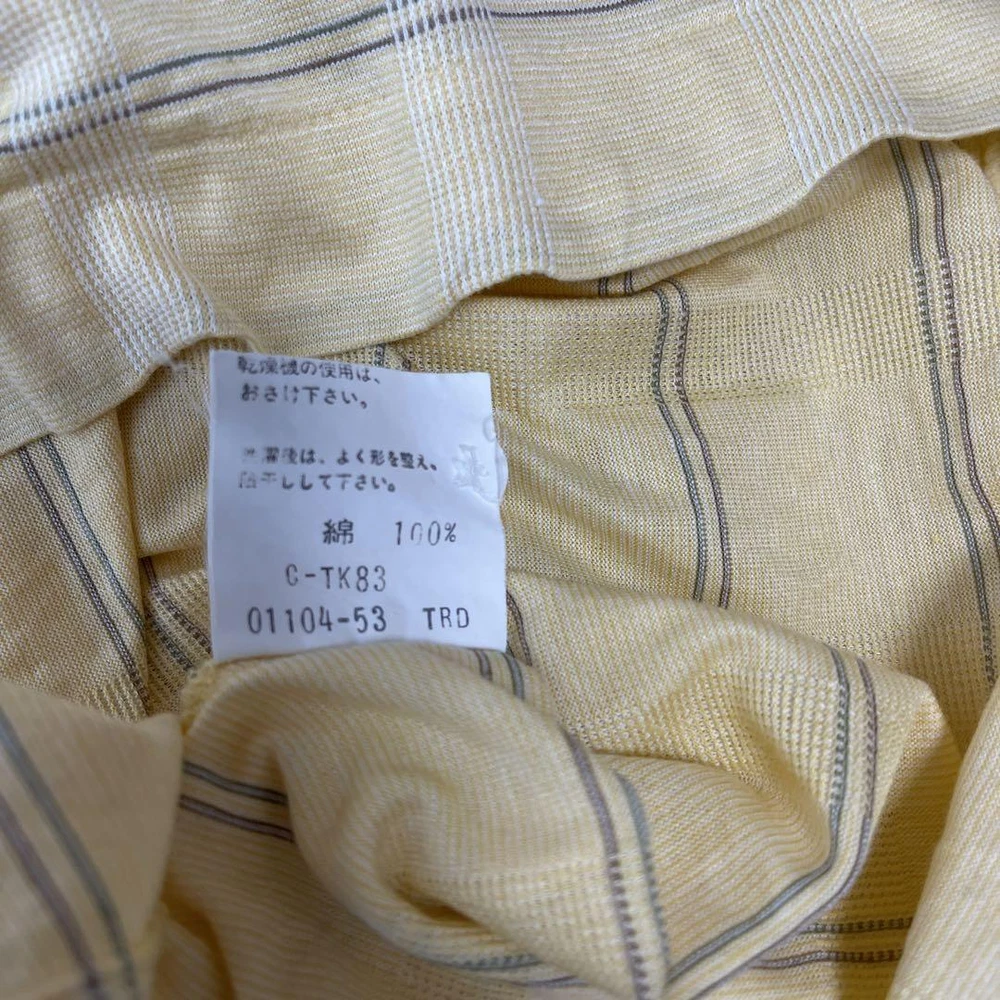 乾燥機の使用は、
おさけ下さい。
洗濯後は、よく形を整え、
陰干ししして下さい。
綿 100%
C-TK83
01104-53 TRD